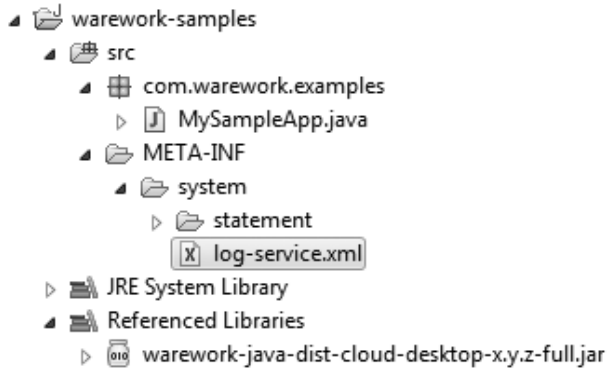 warework-samples
src
com.warework.examples
MySampleApp.java
META-INF
system
statement
log-service.xml
JRE System Library
Referenced Libraries
warework-java-dist-cloud-desktop-x.y.z-full.jar